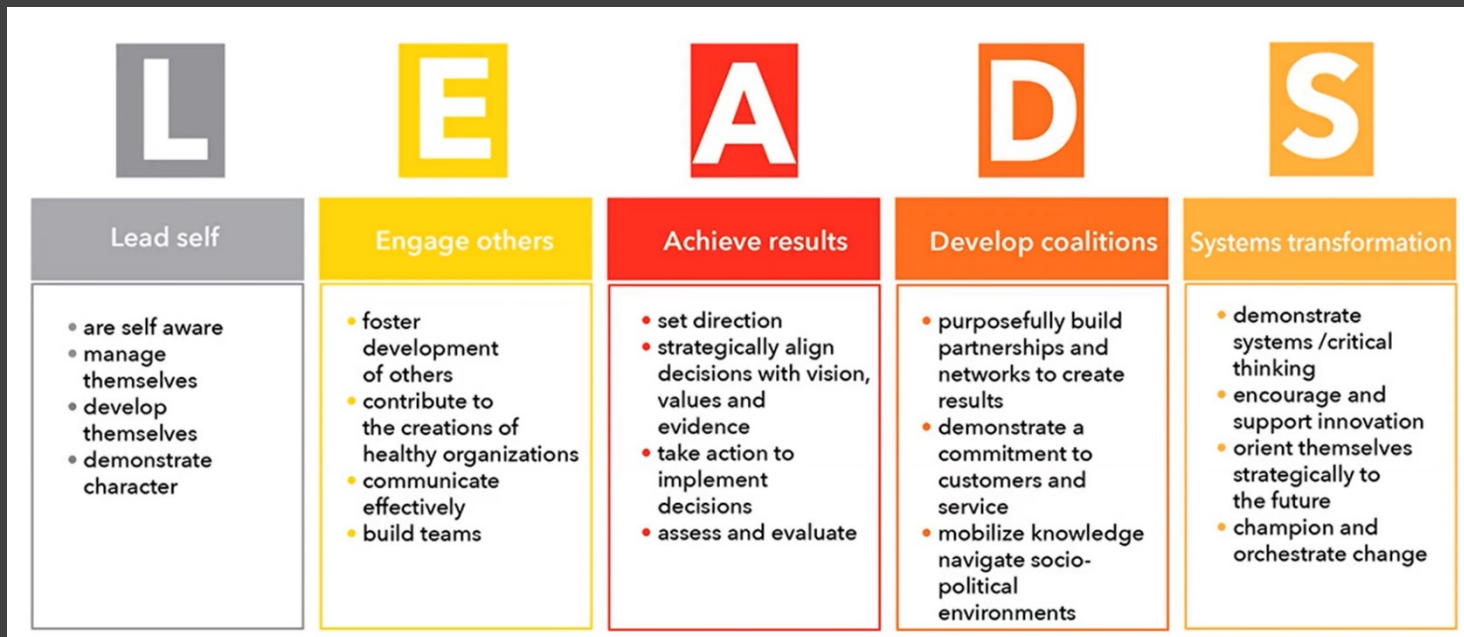 L
E
A
D
S
Lead self
Engage others
Achieve results
Develop coalitions
Systems transformation
• are self aware
• manage
themselves
• develop
themselves
• demonstrate
character
• foster
development
of others
• contribute to
the creations of
healthy organizations
• communicate
effectively
• build teams
• set direction
• strategically align
decisions with vision,
values and
evidence
• take action to
implement
decisions
• assess and evaluate
• purposefully build
partnerships and
networks to create
results
• demonstrate a
commitment to
customers and
service
• mobilize knowledge
navigate socio-
political
environments
• demonstrate
systems /critical
thinking
• encourage and
support innovation
• orient themselves
strategically to
the future
• champion and
orchestrate change